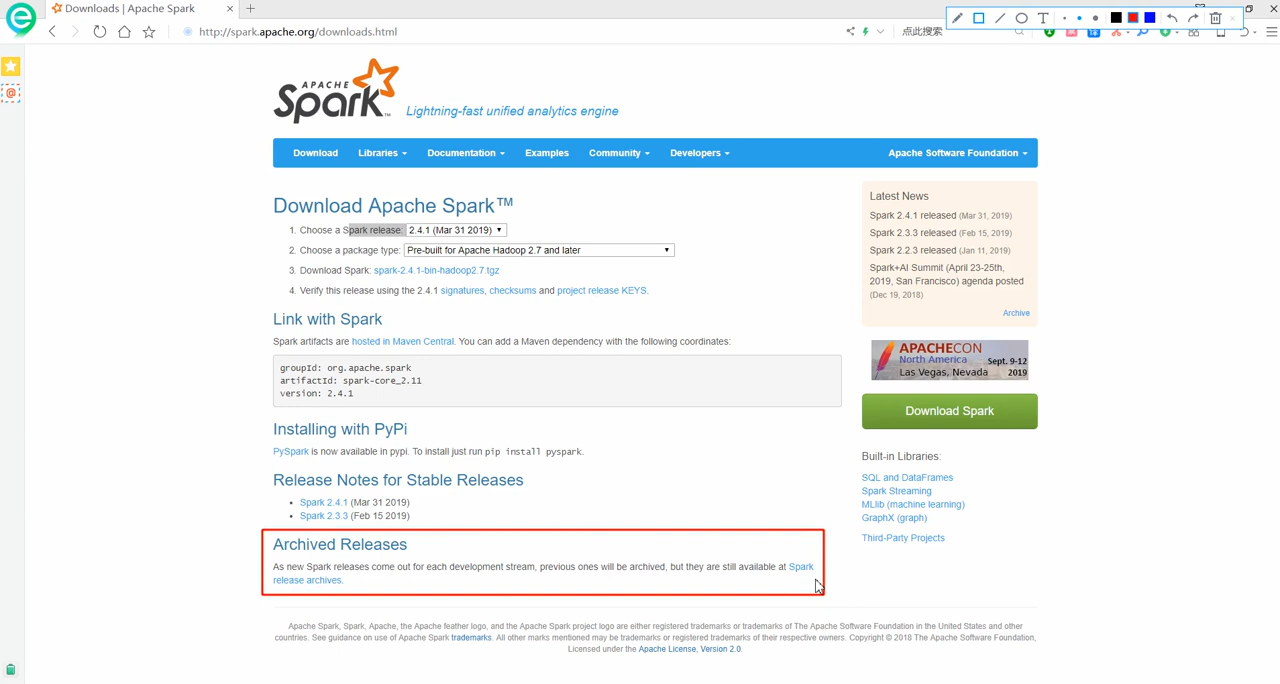 Downloads | Apache Spark
http://spark.apache.org/downloads.html
点此搜索
APACHE
Spark™
Lightning-fast unified analytics engine
Download Libraries Documentation Examples Community Developers Apache Software Foundation
Download Apache Spark™
1. Choose a Spark release: 2.4.1 (Mar 31 2019)
2. Choose a package type: Pre-built for Apache Hadoop 2.7 and later
3. Download Spark: spark-2.4.1-bin-hadoop2.7.tgz
4. Verify this release using the 2.4.1 signatures, checksums and project release KEYS.
Link with Spark
Spark artifacts are hosted in Maven Central. You can add a Maven dependency with the following coordinates:
groupId: org.apache.spark
artifactId: spark-core_2.11
version: 2.4.1
Installing with PyPi
PySpark is now available in pypi. To install just run pip install pyspark.
Release Notes for Stable Releases
• Spark 2.4.1 (Mar 31 2019)
• Spark 2.3.3 (Feb 15 2019)
Archived Releases
As new Spark releases come out for each development stream, previous ones will be archived, but they are still available at Spark
release archives.
Latest News
Spark 2.4.1 released (Mar 31, 2019)
Spark 2.3.3 released (Feb 15, 2019)
Spark 2.2.3 released (Jan 11, 2019)
Spark+AI Summit (April 23-25th,
2019, San Francisco) agenda posted
(Dec 19, 2018)
Archive
APACHECON
North America Sept. 9-12
Las Vegas, Nevada 2019
Download Spark
Built-in Libraries:
SQL and DataFrames
Spark Streaming
MLlib (machine learning)
GraphX (graph)
Third-Party Projects
Apache Spark, Spark, Apache, the Apache feather logo, and the Apache Spark project logo are either registered trademarks or trademarks of The Apache Software Foundation in the United States and other
countries. See guidance on use of Apache Spark trademarks. All other marks mentioned may be trademarks or registered trademarks of their respective owners. Copyright © 2018 The Apache Software Foundation,
Licensed under the Apache License, Version 2.0.